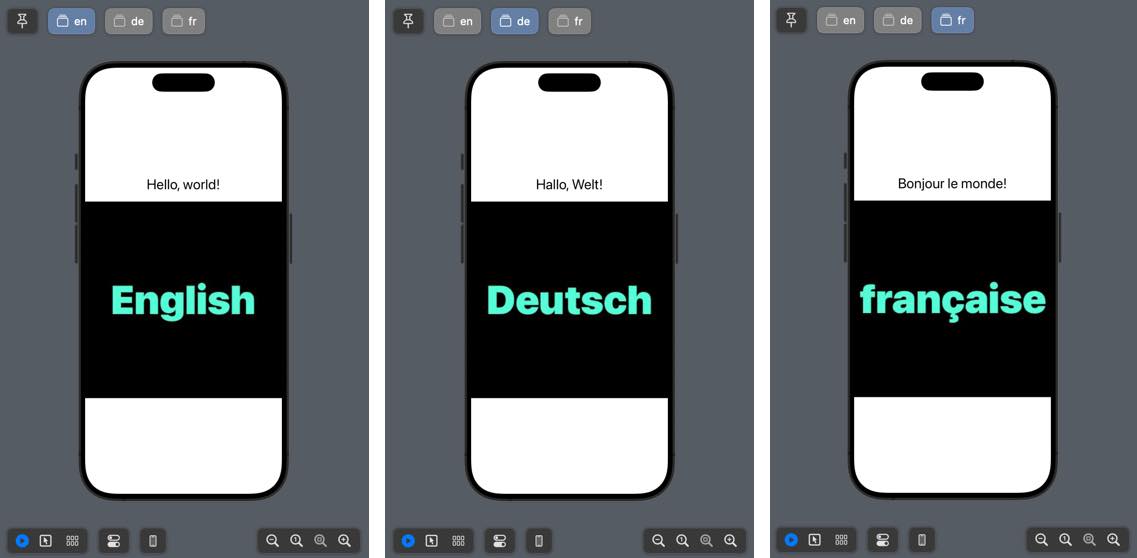 en de fr
Hello, world!
English
en de fr
Hallo, Welt!
Deutsch
en de fr
Bonjour le monde!
française